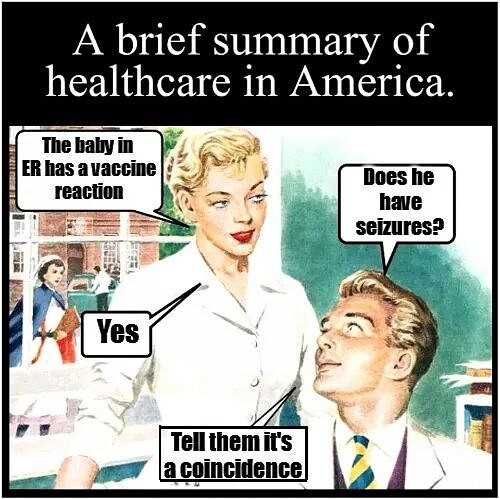 A brief summary of
healthcare in America.
The baby in
ER has a vaccine
reaction
Does he
have
seizures?
Yes
Tell them it's
a coincidence